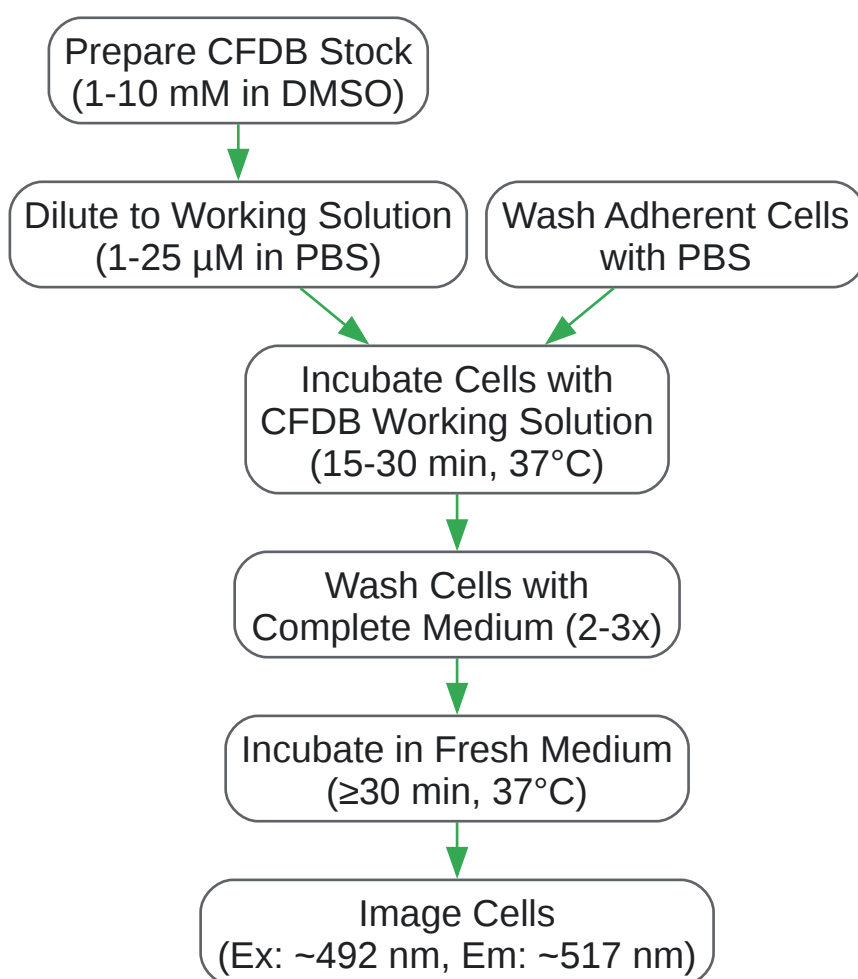 Prepare CFDB Stock
(1-10 mM in DMSO)
Dilute to Working Solution
(1-25 µM in PBS)
Wash Adherent Cells
with PBS
Incubate Cells with
CFDB Working Solution
(15-30 min, 37°C)
Wash Cells with
Complete Medium (2-3x)
Incubate in Fresh Medium
(≥30 min, 37°C)
Image Cells
(Ex: ~492 nm, Em: ~517 nm)